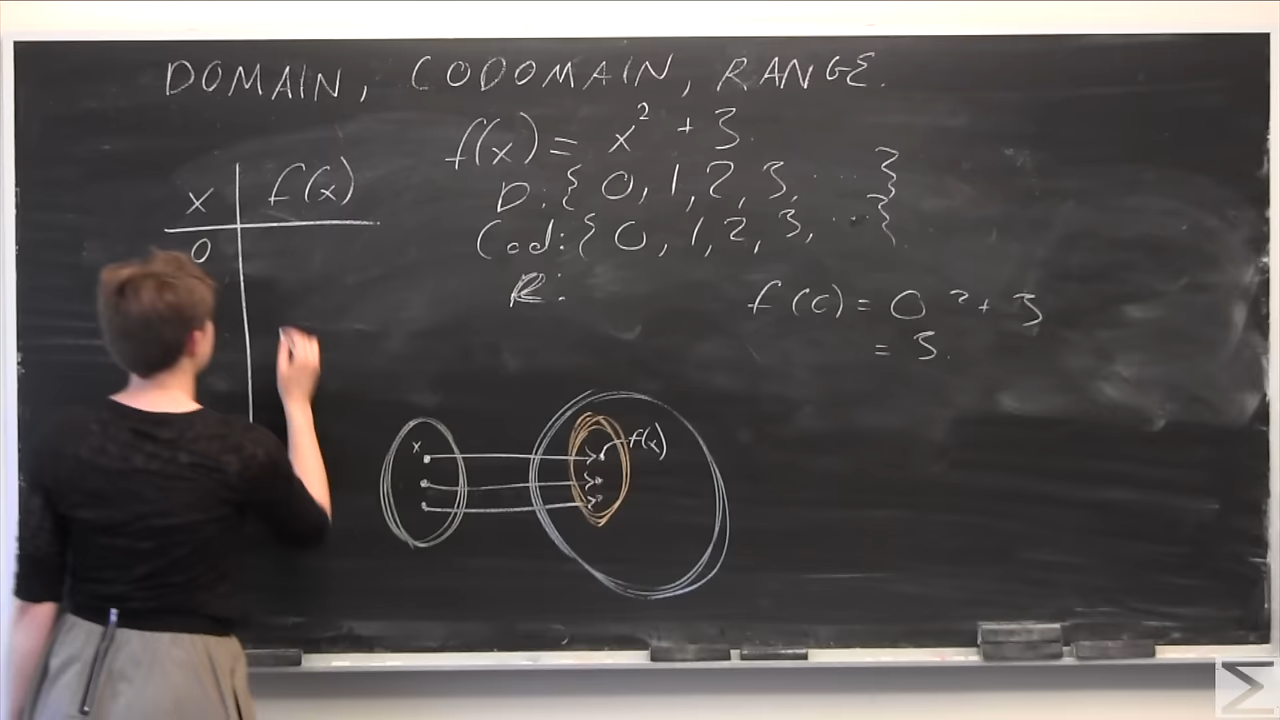 DOMAIN, CODOMAIN, RANGE.
f(x) = x² + 3
D: {0, 1, 2, 3, ....}
Cod: {0, 1, 2, 3, ...}
R:
x f(x)
0
f(0) = 0² + 3
= 3.
x
f(x)
Σ